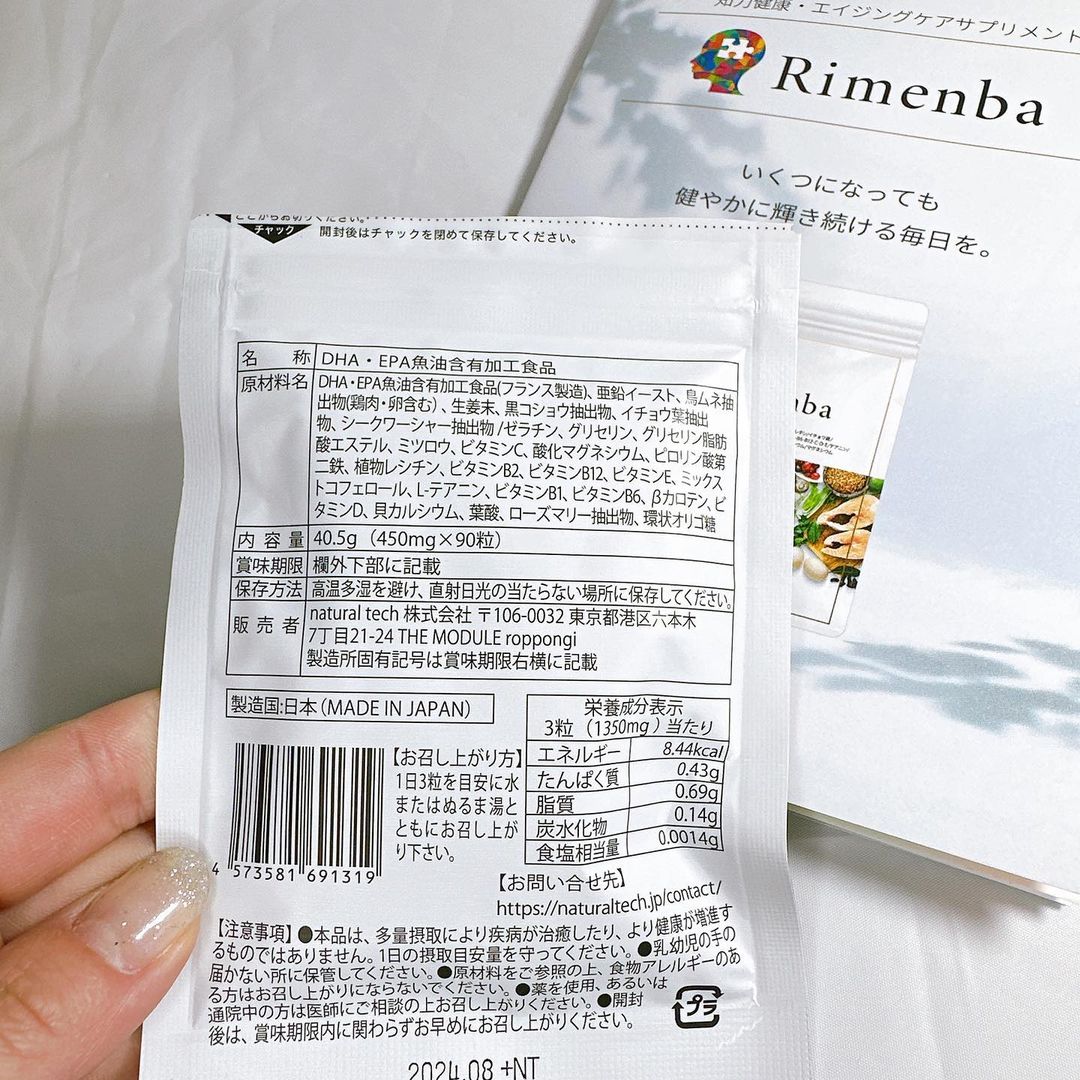 知力健康・エイジングケアサプリメント
Rimenba
いくつになっても
健やかに輝き続ける毎日を。
ここからお切りください。
チャック 開封後はチャックを閉めて保存してください。
名 称 DHA・EPA魚油含有加工食品
原材料名 DHA・EPA魚油含有加工食品(フランス製造)、亜鉛イースト、鳥ムネ抽
出物(鶏肉・卵含む)、生姜末、黒コショウ抽出物、イチョウ葉抽出
物、シークワーシャー抽出物/ゼラチン、グリセリン、グリセリン脂肪
酸エステル、ミツロウ、ビタミンC、酸化マグネシウム、ピロリン酸第
二鉄、植物レシチン、ビタミンB2、ビタミンB12、ビタミンE、ミックス
トコフェロール、L-テアニン、ビタミンB1、ビタミンB6、βカロテン、ビ
タミンD、貝カルシウム、葉酸、ローズマリー抽出物、環状オリゴ糖
内容量 40.5g（450mg×90粒）
賞味期限 欄外下部に記載
保存方法 高温多湿を避け、直射日光の当たらない場所に保存してください。
販売者 natural tech 株式会社 〒106-0032 東京都港区六本木
7丁目21-24 THE MODULE roppongi
製造所固有記号は賞味期限右横に記載
製造国:日本（MADE IN JAPAN）
栄養成分表示
3粒（1350mg）当たり
エネルギー 8.44kcal
たんぱく質 0.43g
脂質 0.69g
炭水化物 0.14g
食塩相当量 0.0014g
【お召し上がり方】
1日3粒を目安に水
またはぬるま湯と
ともにお召し上が
り下さい。
4 573581 691319
【お問い合せ先】
https://naturaltech.jp/contact/
【注意事項】●本品は、多量摂取により疾病が治癒したり、より健康が増進す
るものではありません。1日の摂取目安量を守ってください。●乳幼児の手の
届かない所に保管してください。●原材料をご参照の上、食物アレルギーのあ
る方はお召し上がりにならないでください。●薬を使用、あるいは
通院中の方は医師にご相談の上お召し上がりください。●開封
後は、賞味期限内に関わらずお早めにお召し上がりください。
プラ
2024.08 +NT
nba